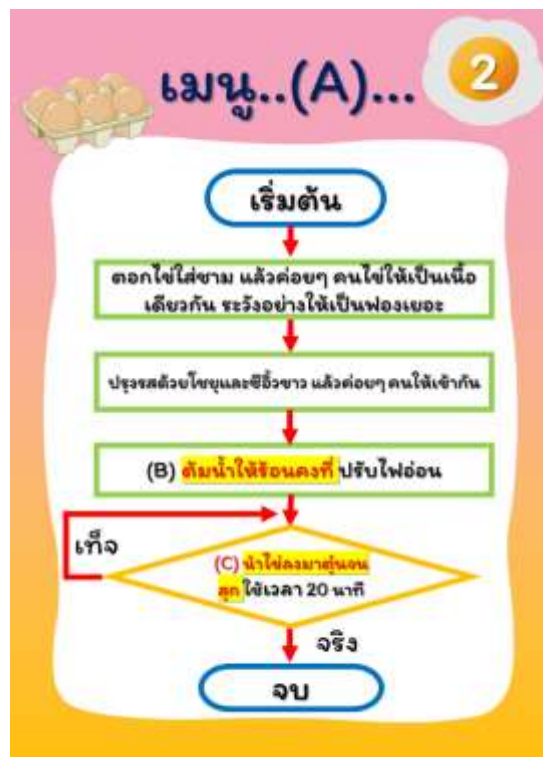 เมนู..(A)...
2
เริ่มต้น
ตอกไข่ใส่ชาม แล้วค่อยๆ คนไข่ให้เป็นเนื้อ
เดียวกัน ระวังอย่าให้เป็นฟองเยอะ
ปรุงรสด้วยโชยุและซีอิ๊วขาว แล้วค่อยๆ คนให้เข้ากัน
(B) ต้มน้ำให้ร้อนคงที่ ปรับไฟอ่อน
เท็จ
(C) นำไข่ลงมาตุ๋นจน
สุก ใช้เวลา 20 นาที
จริง
จบ